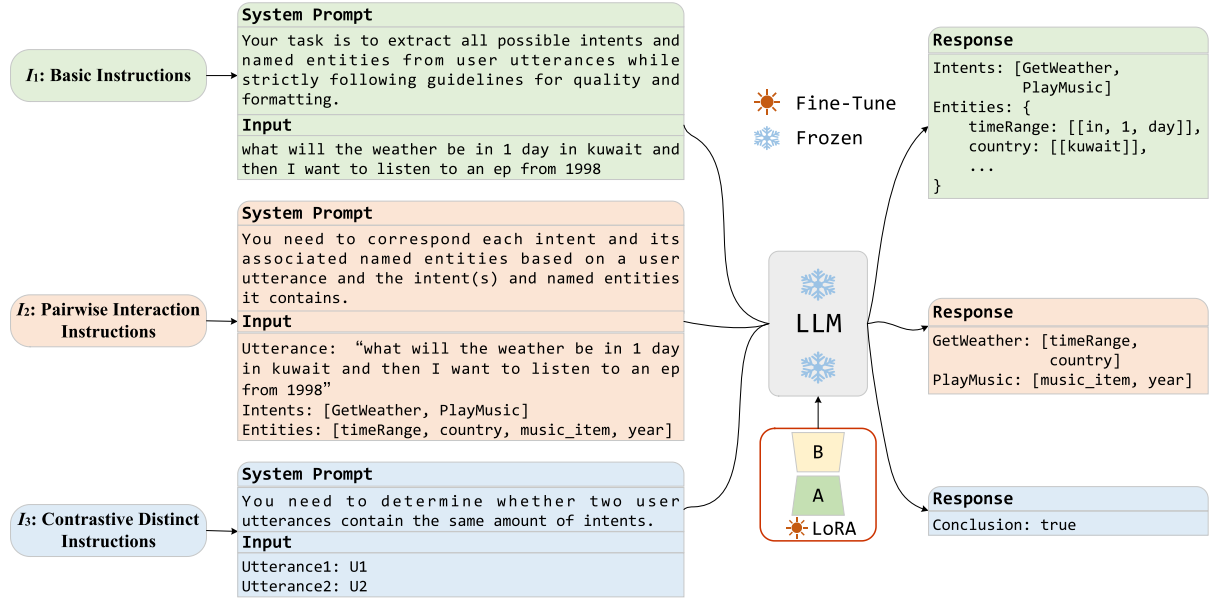 I1: Basic Instructions
System Prompt
Your task is to extract all possible intents and
named entities from user utterances while
strictly following guidelines for quality and
formatting.
Input
what will the weather be in 1 day in kuwait and
then I want to listen to an ep from 1998
I2: Pairwise Interaction
Instructions
System Prompt
You need to correspond each intent and its
associated named entities based on a user
utterance and the intent(s) and named entities
it contains.
Input
Utterance: “what will the weather be in 1 day
in kuwait and then I want to listen to an ep
from 1998”
Intents: [GetWeather, PlayMusic]
Entities: [timeRange, country, music_item, year]
I3: Contrastive Distinct
Instructions
System Prompt
You need to determine whether two user
utterances contain the same amount of intents.
Input
Utterance1: U1
Utterance2: U2
Fine-Tune
Frozen
LLM
B
A
LoRA
Response
Intents: [GetWeather,
PlayMusic]
Entities: {
timeRange: [[in, 1, day]],
country: [[kuwait]],
...
}
Response
GetWeather: [timeRange,
country]
PlayMusic: [music_item, year]
Response
Conclusion: true